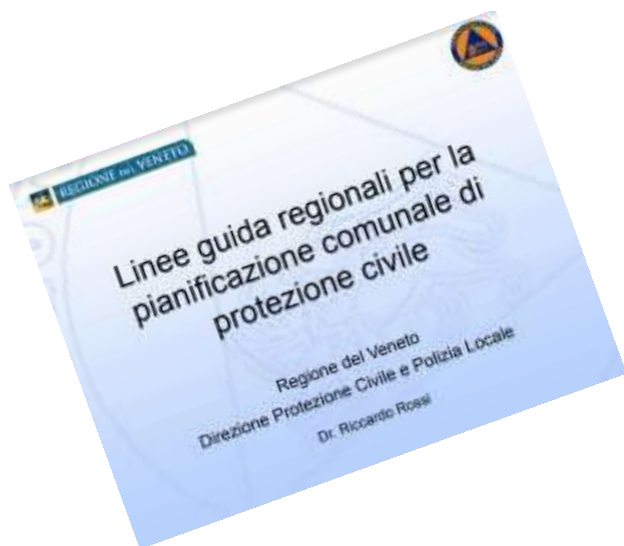 REGIONE DEL VENETO
Linee guida regionali per la
pianificazione comunale di
protezione civile
Regione del Veneto
Direzione Protezione Civile e Polizia Locale
Dr. Riccardo Rossi